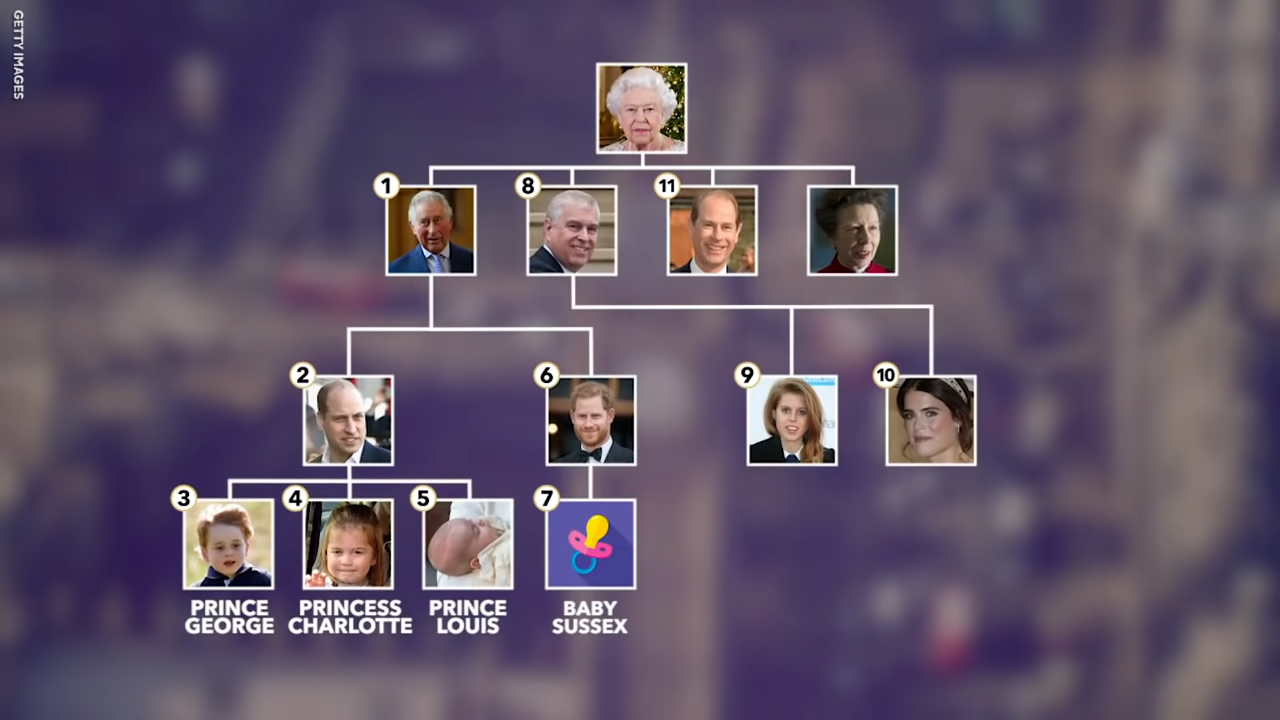 GETTY IMAGES
1
8
11
2
6
9
10
3
4
5
7
PRINCE
GEORGE
PRINCESS
CHARLOTTE
PRINCE
LOUIS
BABY
SUSSEX